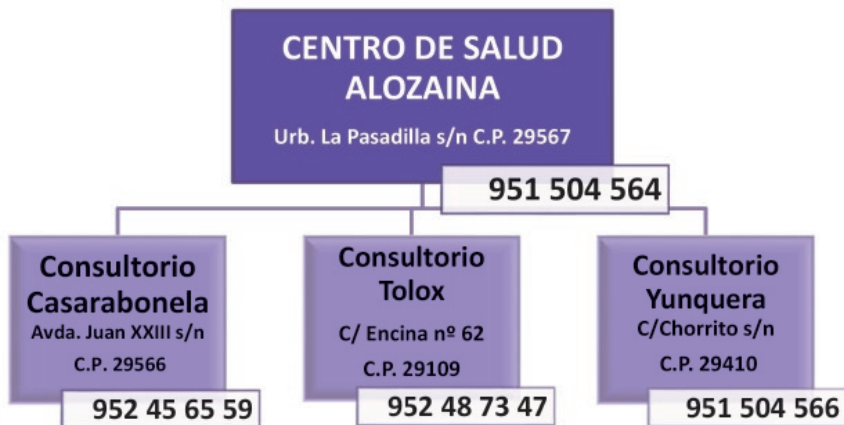 CENTRO DE SALUD
ALOZAINA
Urb. La Pasadilla s/n C.P. 29567
951 504 564
Consultorio
Casarabonela
Avda. Juan XXIII s/n
C.P. 29566
952 45 65 59
Consultorio
Tolox
C/ Encina nº 62
C.P. 29109
952 48 73 47
Consultorio
Yunquera
C/Chorrito s/n
C.P. 29410
951 504 566